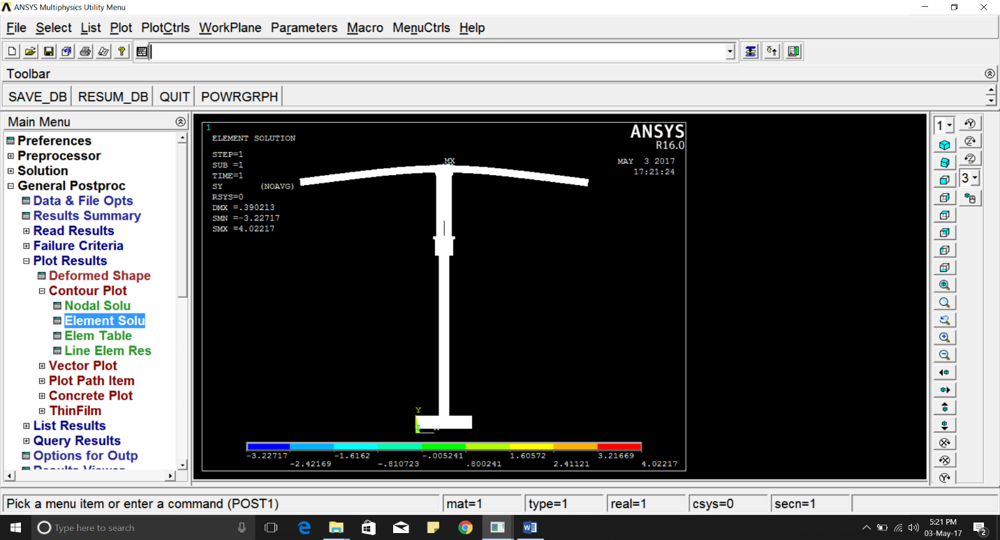 ANSYS Multiphysics Utility Menu
File Select List Plot PlotCtrls WorkPlane Parameters Macro MenuCtrls Help
Toolbar
SAVE_DB RESUM_DB QUIT POWRGRPH
Main Menu
Preferences
Preprocessor
Solution
General Postproc
Data & File Opts
Results Summary
Read Results
Failure Criteria
Plot Results
Deformed Shape
Contour Plot
Nodal Solu
Element Solu
Elem Table
Line Elem Res
Vector Plot
Plot Path Item
Concrete Plot
ThinFilm
List Results
Query Results
Options for Outp
Results Viewer
1
ELEMENT SOLUTION
STEP=1
SUB =1
TIME=1
SY (NOAVG)
RSYS=0
DMX =.390213
SMN =-3.22717
SMX =4.02217
ANSYS
R16.0
MAY 3 2017
17:21:24
MX
Y
-3.22717 -1.6162 -.005241 1.60572 3.21669
-2.42169 -.810723 .800241 2.41121 4.02217
1
3
Pick a menu item or enter a command (POST1) mat=1 type=1 real=1 csys=0 secn=1
Type here to search
5:21 PM
03-May-17
2